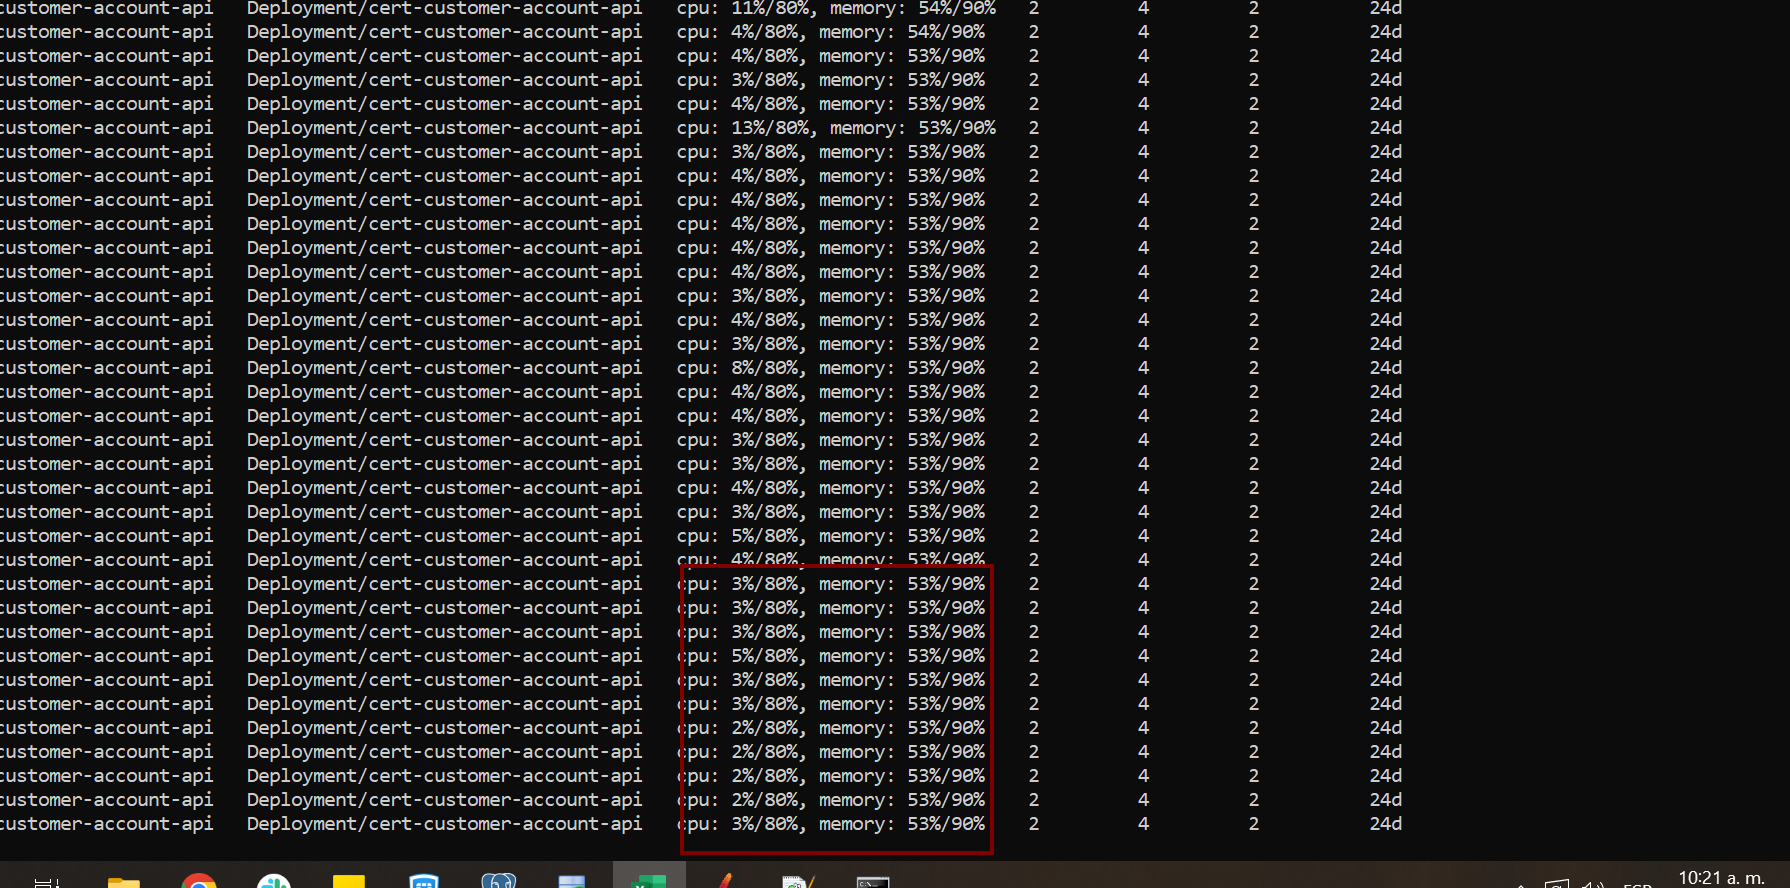 customer-account-api Deployment/cert-customer-account-api cpu: 11%/80%, memory: 54%/90% 2 4 2 24d
customer-account-api Deployment/cert-customer-account-api cpu: 4%/80%, memory: 54%/90% 2 4 2 24d
customer-account-api Deployment/cert-customer-account-api cpu: 4%/80%, memory: 53%/90% 2 4 2 24d
customer-account-api Deployment/cert-customer-account-api cpu: 3%/80%, memory: 53%/90% 2 4 2 24d
customer-account-api Deployment/cert-customer-account-api cpu: 4%/80%, memory: 53%/90% 2 4 2 24d
customer-account-api Deployment/cert-customer-account-api cpu: 13%/80%, memory: 53%/90% 2 4 2 24d
customer-account-api Deployment/cert-customer-account-api cpu: 3%/80%, memory: 53%/90% 2 4 2 24d
customer-account-api Deployment/cert-customer-account-api cpu: 4%/80%, memory: 53%/90% 2 4 2 24d
customer-account-api Deployment/cert-customer-account-api cpu: 4%/80%, memory: 53%/90% 2 4 2 24d
customer-account-api Deployment/cert-customer-account-api cpu: 4%/80%, memory: 53%/90% 2 4 2 24d
customer-account-api Deployment/cert-customer-account-api cpu: 4%/80%, memory: 53%/90% 2 4 2 24d
customer-account-api Deployment/cert-customer-account-api cpu: 4%/80%, memory: 53%/90% 2 4 2 24d
customer-account-api Deployment/cert-customer-account-api cpu: 3%/80%, memory: 53%/90% 2 4 2 24d
customer-account-api Deployment/cert-customer-account-api cpu: 4%/80%, memory: 53%/90% 2 4 2 24d
customer-account-api Deployment/cert-customer-account-api cpu: 3%/80%, memory: 53%/90% 2 4 2 24d
customer-account-api Deployment/cert-customer-account-api cpu: 8%/80%, memory: 53%/90% 2 4 2 24d
customer-account-api Deployment/cert-customer-account-api cpu: 4%/80%, memory: 53%/90% 2 4 2 24d
customer-account-api Deployment/cert-customer-account-api cpu: 4%/80%, memory: 53%/90% 2 4 2 24d
customer-account-api Deployment/cert-customer-account-api cpu: 3%/80%, memory: 53%/90% 2 4 2 24d
customer-account-api Deployment/cert-customer-account-api cpu: 3%/80%, memory: 53%/90% 2 4 2 24d
customer-account-api Deployment/cert-customer-account-api cpu: 4%/80%, memory: 53%/90% 2 4 2 24d
customer-account-api Deployment/cert-customer-account-api cpu: 3%/80%, memory: 53%/90% 2 4 2 24d
customer-account-api Deployment/cert-customer-account-api cpu: 5%/80%, memory: 53%/90% 2 4 2 24d
customer-account-api Deployment/cert-customer-account-api cpu: 4%/80%, memory: 53%/90% 2 4 2 24d
customer-account-api Deployment/cert-customer-account-api cpu: 3%/80%, memory: 53%/90% 2 4 2 24d
customer-account-api Deployment/cert-customer-account-api cpu: 3%/80%, memory: 53%/90% 2 4 2 24d
customer-account-api Deployment/cert-customer-account-api cpu: 3%/80%, memory: 53%/90% 2 4 2 24d
customer-account-api Deployment/cert-customer-account-api cpu: 5%/80%, memory: 53%/90% 2 4 2 24d
customer-account-api Deployment/cert-customer-account-api cpu: 3%/80%, memory: 53%/90% 2 4 2 24d
customer-account-api Deployment/cert-customer-account-api cpu: 3%/80%, memory: 53%/90% 2 4 2 24d
customer-account-api Deployment/cert-customer-account-api cpu: 2%/80%, memory: 53%/90% 2 4 2 24d
customer-account-api Deployment/cert-customer-account-api cpu: 2%/80%, memory: 53%/90% 2 4 2 24d
customer-account-api Deployment/cert-customer-account-api cpu: 2%/80%, memory: 53%/90% 2 4 2 24d
customer-account-api Deployment/cert-customer-account-api cpu: 2%/80%, memory: 53%/90% 2 4 2 24d
customer-account-api Deployment/cert-customer-account-api cpu: 3%/80%, memory: 53%/90% 2 4 2 24d
10:21 a. m.